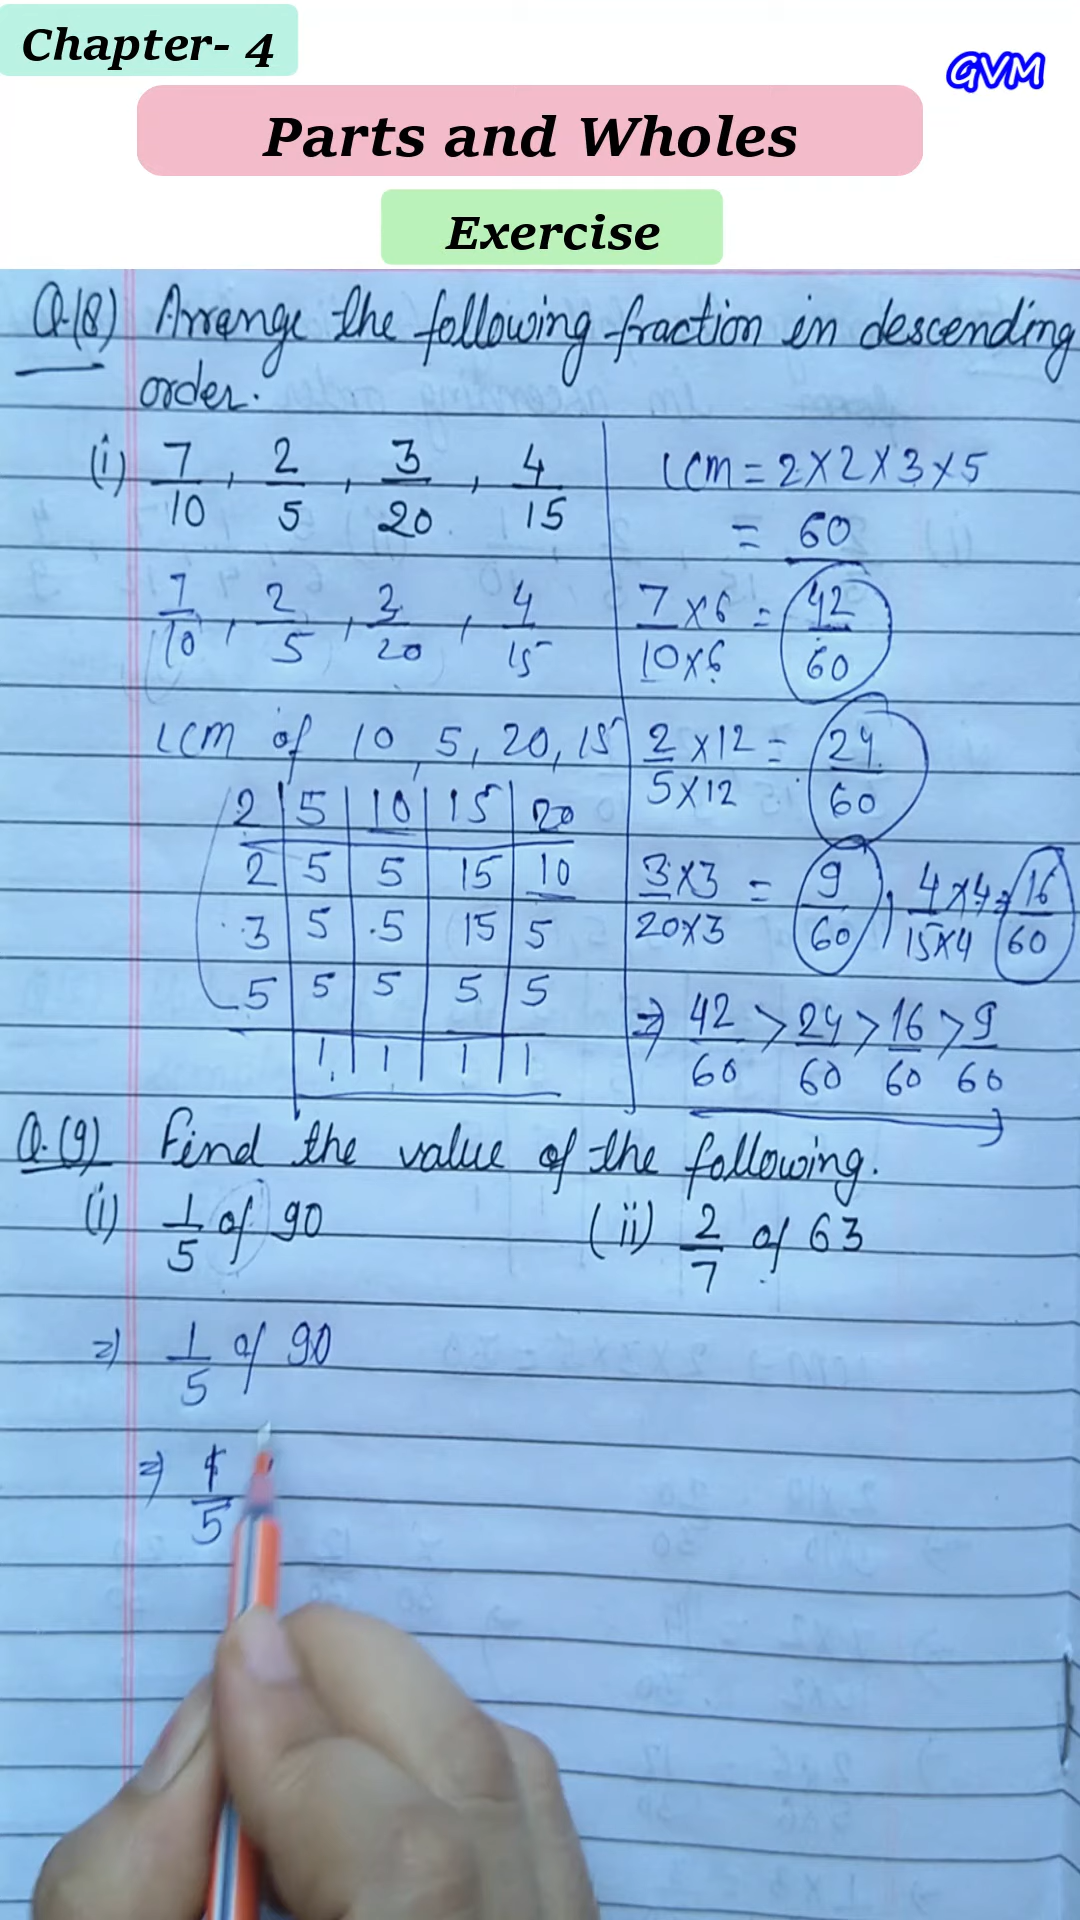 Chapter- 4
GVM
Parts and Wholes
Exercise
Q.(8) Arrange the following fraction in descending
order.
(i) 7/10 , 2/5 , 3/20 , 4/15
7/10 , 2/5 , 3/20 , 4/15
LCM of 10, 5, 20, 15
2 | 5 | 10 | 15 | 20
2 | 5 | 5 | 15 | 10
3 | 5 | 5 | 15 | 5
5 | 5 | 5 | 5 | 5
1 | 1 | 1 | 1
LCM = 2×2×3×5
= 60
7×6/10×6 = 42/60
2×12/5×12 = 24/60
3×3/20×3 = 9/60 , 4×4/15×4 = 16/60
⇒ 42/60 > 24/60 > 16/60 > 9/60
Q.(9) Find the value of the following.
(i) 1/5 of 90 (ii) 2/7 of 63
⇒ 1/5 of 90
⇒ 1/5